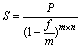 S = P / (1 − f/m)^{m×n}